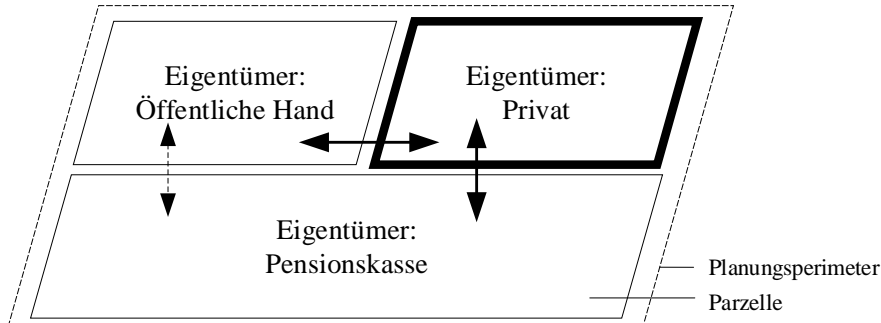 Eigentümer:
Öffentliche Hand
Eigentümer:
Privat
Eigentümer:
Pensionskasse
Planungsperimeter
Parzelle